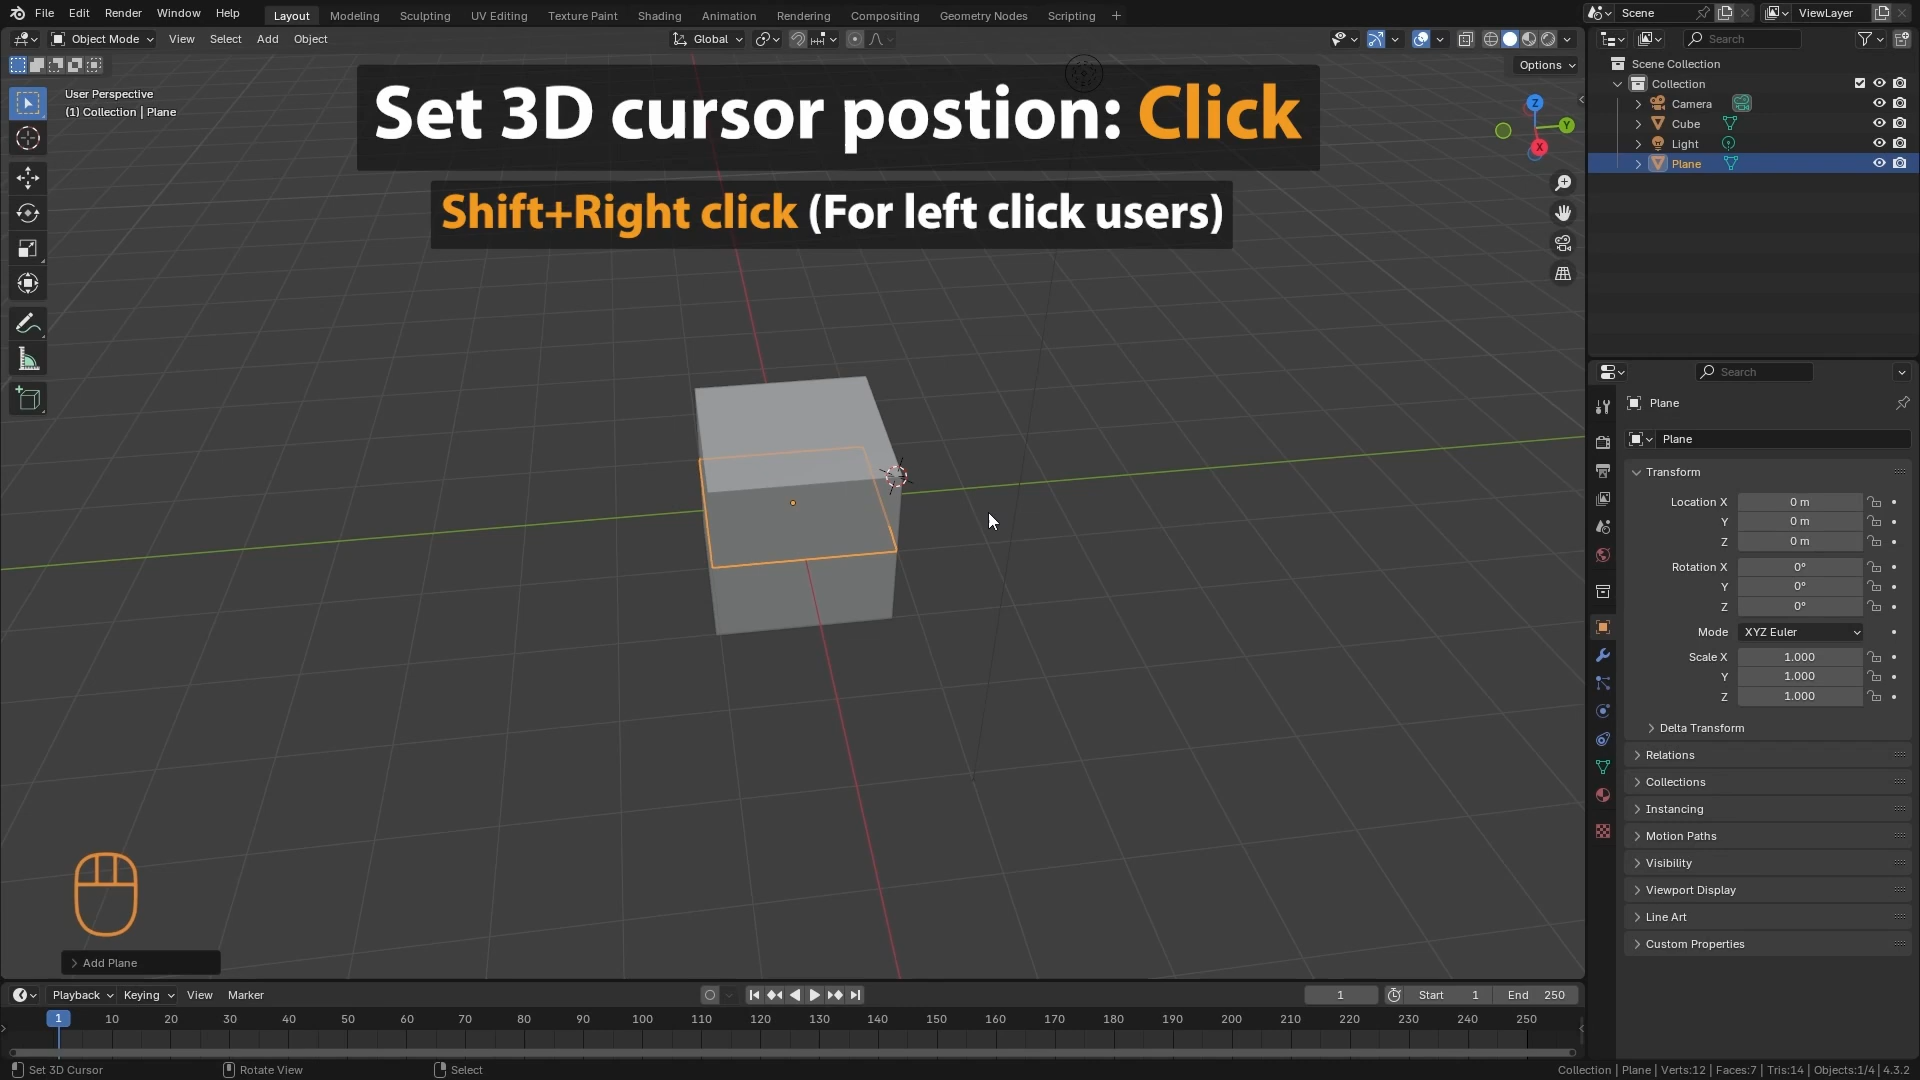 File Edit Render Window Help Layout Modeling Sculpting UV Editing Texture Paint Shading Animation Rendering Compositing Geometry Nodes Scripting + Scene ViewLayer
Object Mode View Select Add Object Global Search
Options
User Perspective
(1) Collection | Plane
Set 3D cursor postion: Click
Shift+Right click (For left click users)
Z
Y
X
Scene Collection
Collection
Camera
Cube
Light
Plane
Search
Plane
Plane
Transform
Location X 0 m
Y 0 m
Z 0 m
Rotation X 0°
Y 0°
Z 0°
Mode XYZ Euler
Scale X 1.000
Y 1.000
Z 1.000
Delta Transform
Relations
Collections
Instancing
Motion Paths
Visibility
Viewport Display
Line Art
Custom Properties
Add Plane
Playback Keying View Marker 1 Start 1 End 250
1 10 20 30 40 50 60 70 80 90 100 110 120 130 140 150 160 170 180 190 200 210 220 230 240 250
Set 3D Cursor Rotate View Select Collection | Plane | Verts:12 | Faces:7 | Tris:14 | Objects:1/4 | 4.3.2